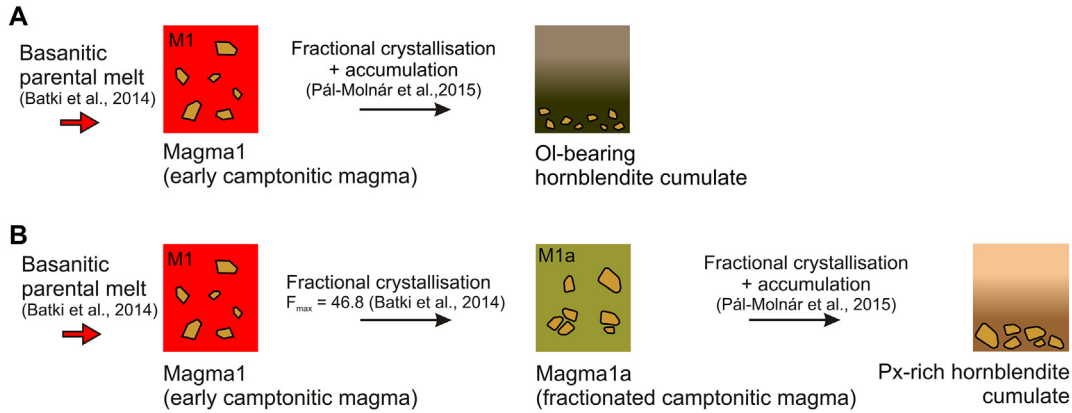 A
Basanitic
parental melt
(Batki et al., 2014)
M1
Magma1
(early camptonitic magma)
Fractional crystallisation
+ accumulation
(Pál-Molnár et al.,2015)
Ol-bearing
hornblendite cumulate
B
Basanitic
parental melt
(Batki et al., 2014)
M1
Magma1
(early camptonitic magma)
Fractional crystallisation
Fmax = 46.8 (Batki et al., 2014)
M1a
Magma1a
(fractionated camptonitic magma)
Fractional crystallisation
+ accumulation
(Pál-Molnár et al., 2015)
Px-rich hornblendite
cumulate